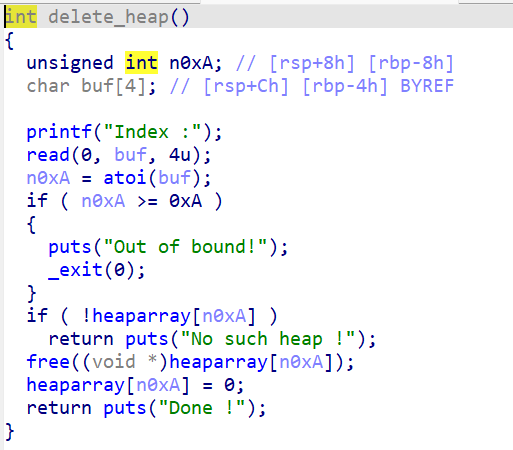 int delete_heap()
{
  unsigned int n0xA; // [rsp+8h] [rbp-8h]
  char buf[4]; // [rsp+Ch] [rbp-4h] BYREF

  printf("Index :");
  read(0, buf, 4u);
  n0xA = atoi(buf);
  if ( n0xA >= 0xA )
  {
    puts("Out of bound!");
    _exit(0);
  }
  if ( !heaparray[n0xA] )
    return puts("No such heap !");
  free((void *)heaparray[n0xA]);
  heaparray[n0xA] = 0;
  return puts("Done !");
}